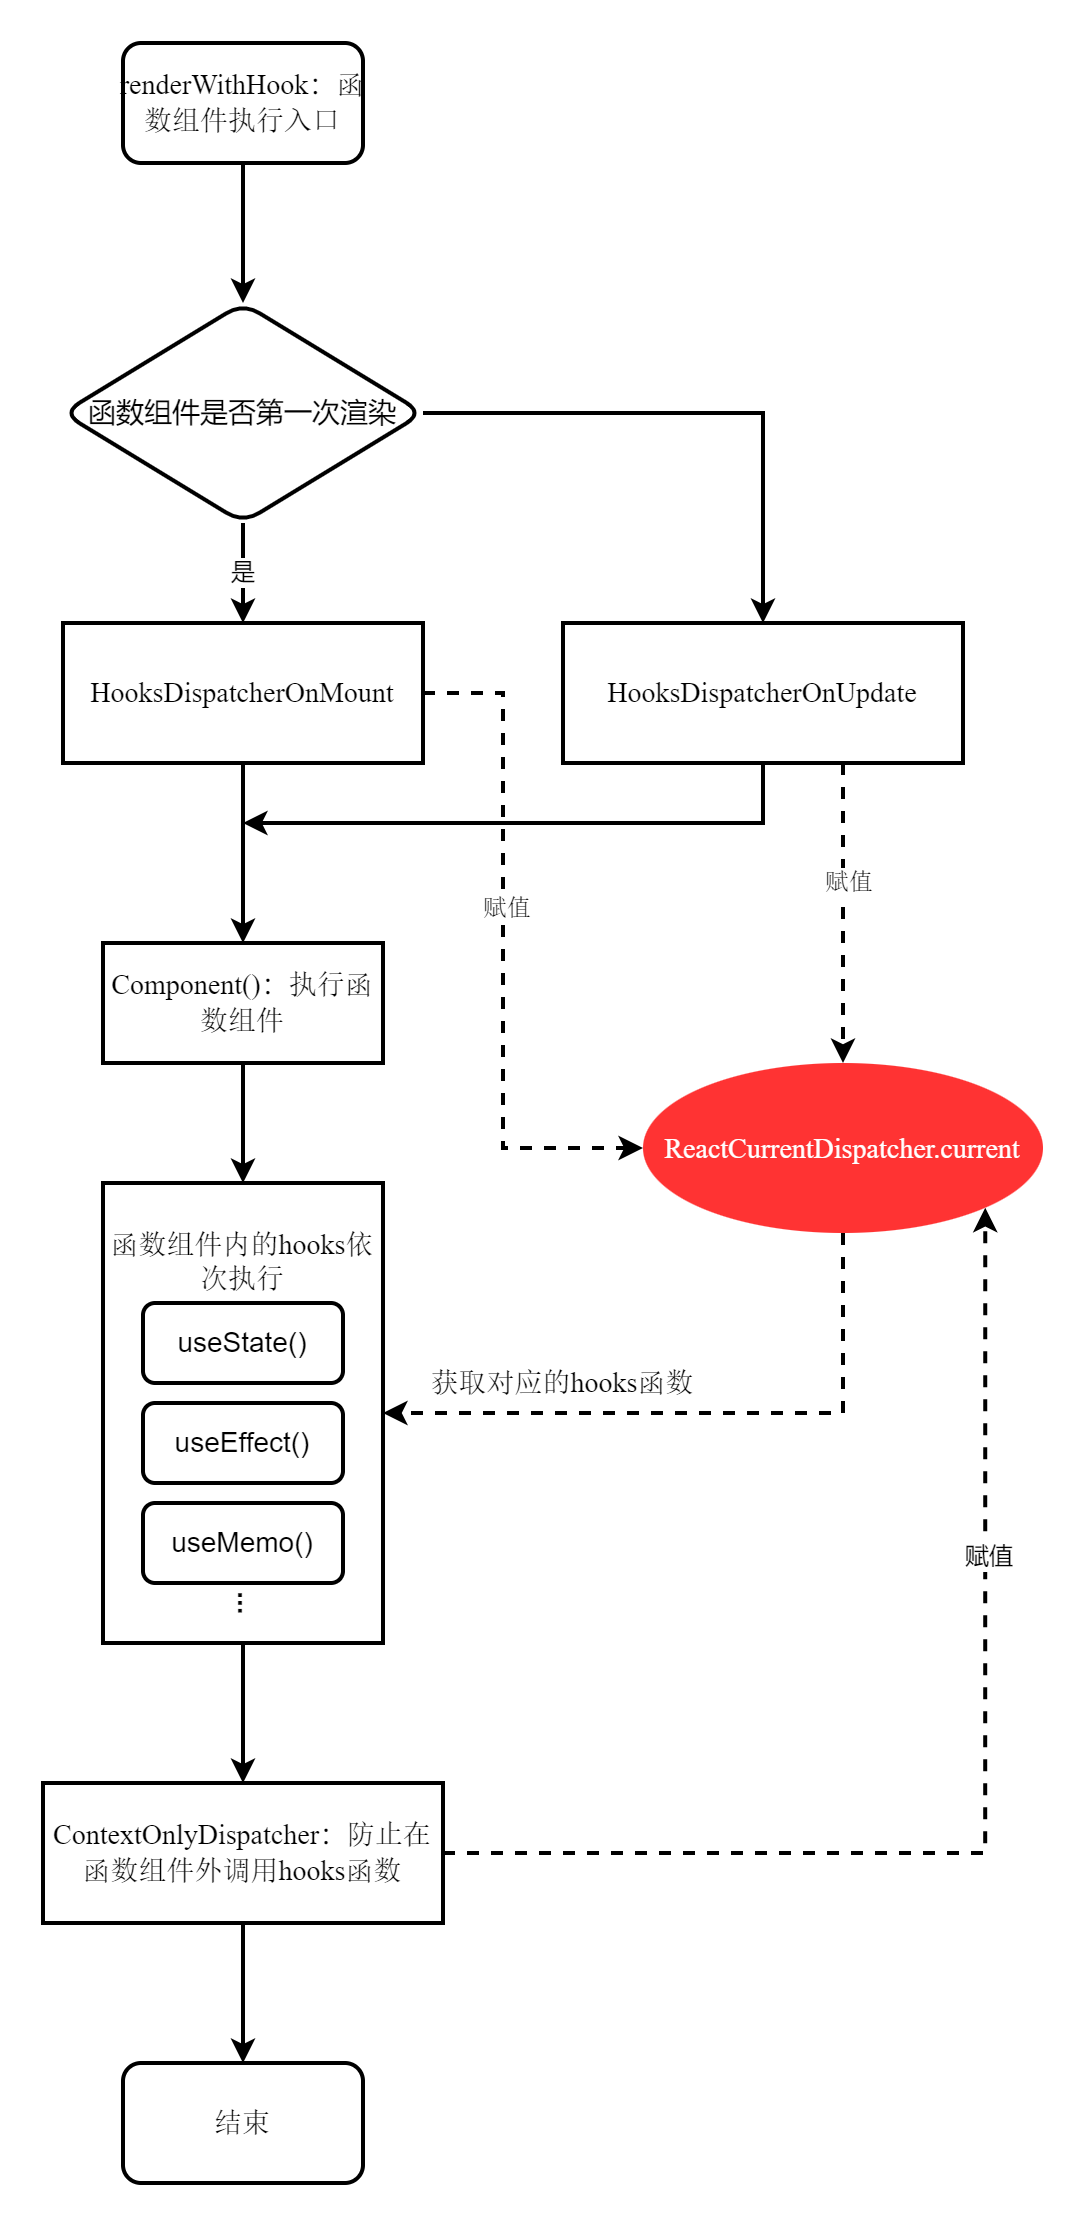 renderWithHook：函
数组件执行入口
函数组件是否第一次渲染
是
HooksDispatcherOnMount
HooksDispatcherOnUpdate
赋值
赋值
Component()：执行函
数组件
ReactCurrentDispatcher.current
函数组件内的hooks依
次执行
useState()
获取对应的hooks函数
useEffect()
useMemo()
...
赋值
ContextOnlyDispatcher：防止在
函数组件外调用hooks函数
结束